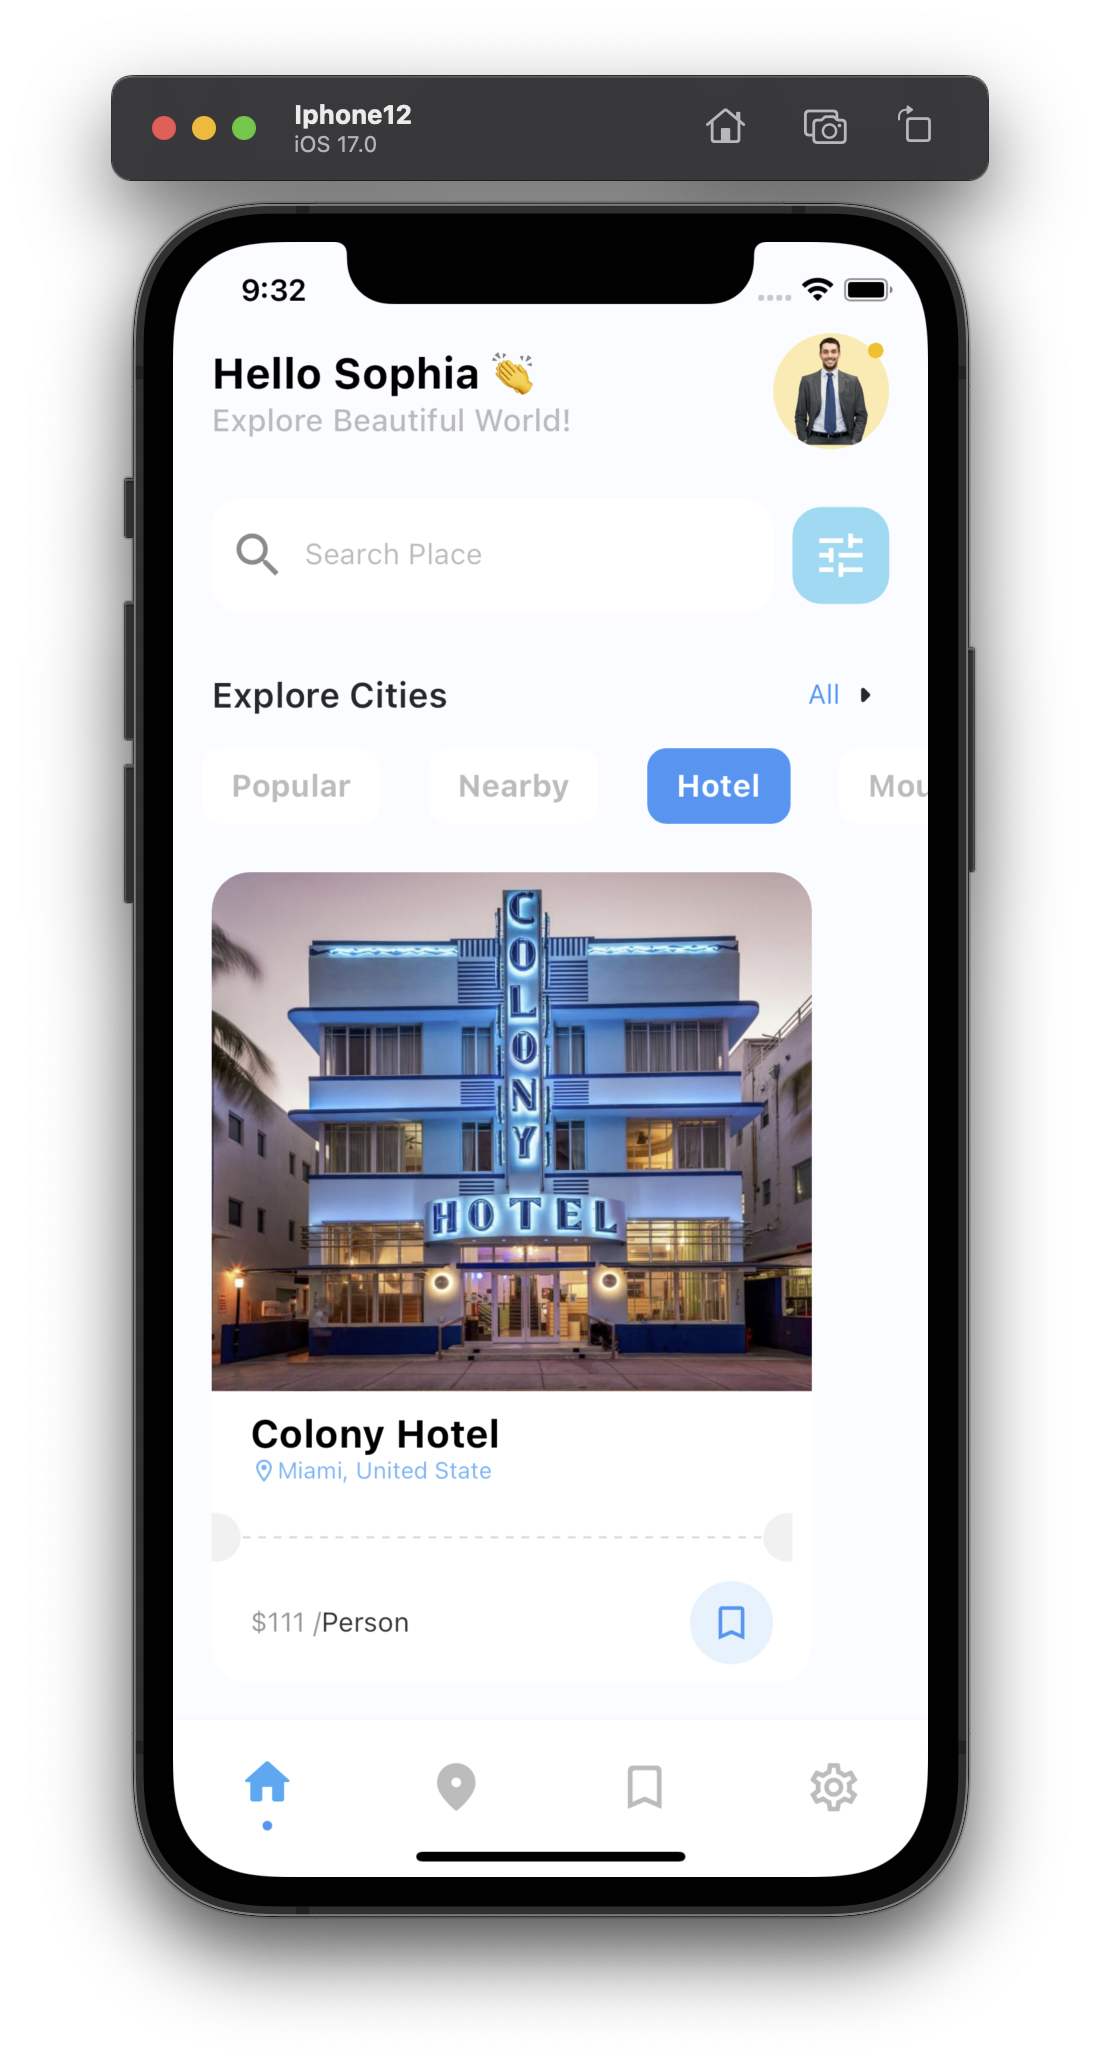 Iphone12
iOS 17.0
9:32
Hello Sophia 👏
Explore Beautiful World!
Search Place
Explore Cities
All
Popular
Nearby
Hotel
Mou
COLONY
HOTEL
Colony Hotel
Miami, United State
$111 /Person